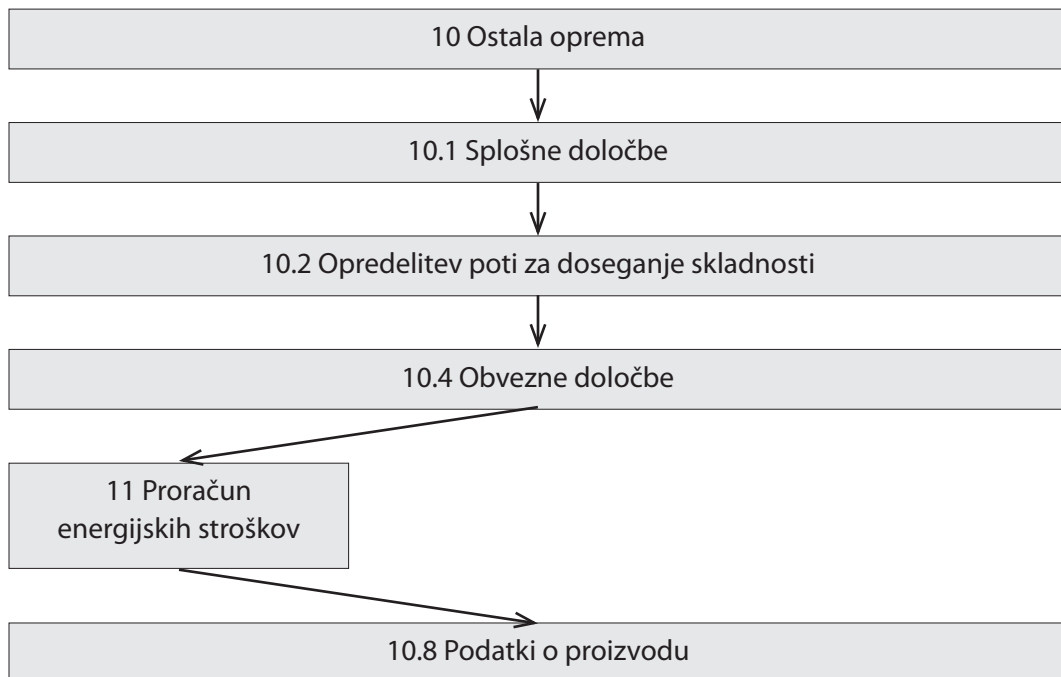 10 Ostala oprema
10.1 Splošne določbe
10.2 Opredelitev poti za doseganje skladnosti
10.4 Obvezne določbe
11 Proračun
energijskih stroškov
10.8 Podatki o proizvodu